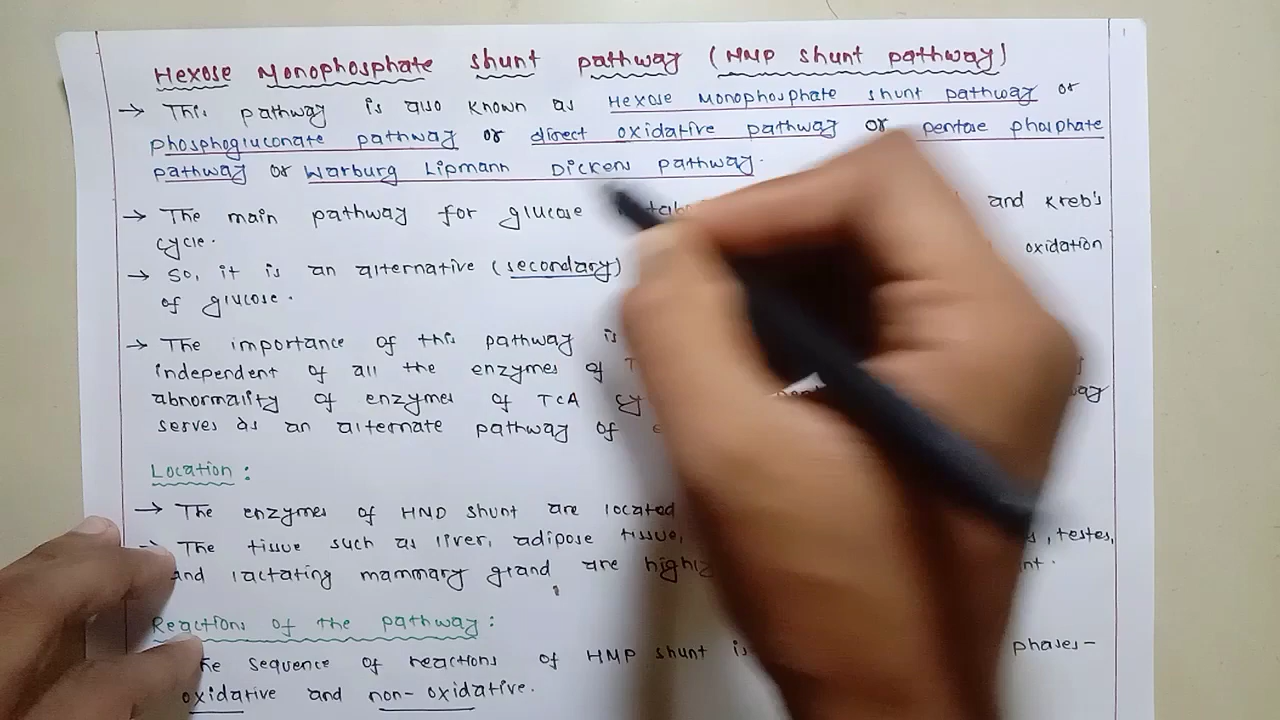 Hexose Monophosphate shunt pathway (HMP shunt pathway)
→ This pathway is also known as Hexose Monophosphate shunt pathway or
phosphogluconate pathway or direct oxidative pathway or pentose phosphate
pathway or Warburg Lipmann Dickens pathway.
→ The main pathway for glucose and Kreb's
cycle.
→ So, it is an alternative (secondary) oxidation
of glucose.
→ The importance of this pathway is
independent of all the enzymes of
abnormality of enzymes of TCA
serves as an alternate pathway of
Location :
→ The enzymes of HMP shunt are located
→ The tissue such as liver, adipose tissue, testes,
and lactating mammary grand are
Reactions of the pathway:
The sequence of reactions of HMP shunt is phases-
oxidative and non-oxidative.